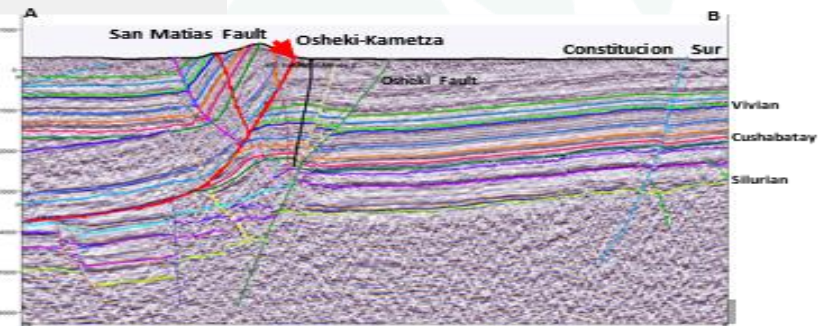 A
B
San Matias Fault
Osheki-Kametza
Constitucion Sur
Osheki Fault
Vivian
Cushabatay
Silurian